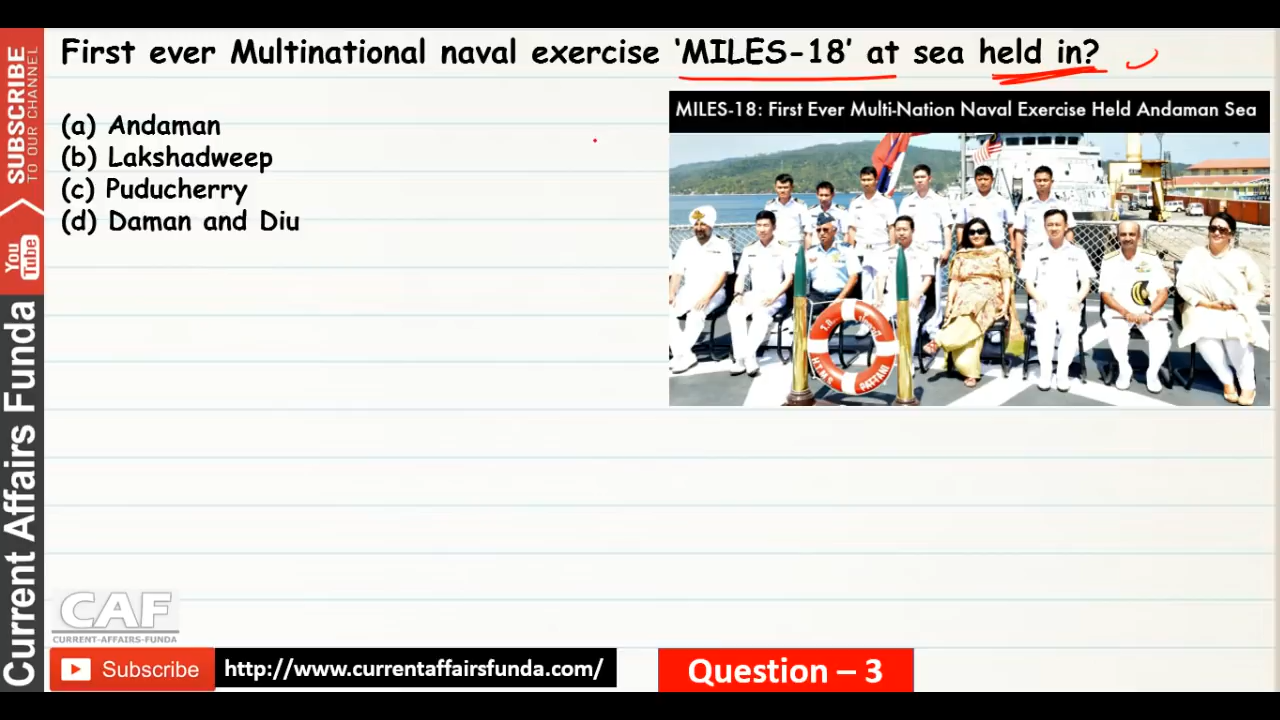 First ever Multinational naval exercise ‘MILES-18’ at sea held in?
(a) Andaman
(b) Lakshadweep
(c) Puducherry
(d) Daman and Diu
MILES-18: First Ever Multi-Nation Naval Exercise Held Andaman Sea
HTMS PATTANI
SUBSCRIBE
TO OUR CHANNEL
You
Tube
Current Affairs Funda
CAF
CURRENT-AFFAIRS-FUNDA
Subscribe
http://www.currentaffairsfunda.com/
Question – 3